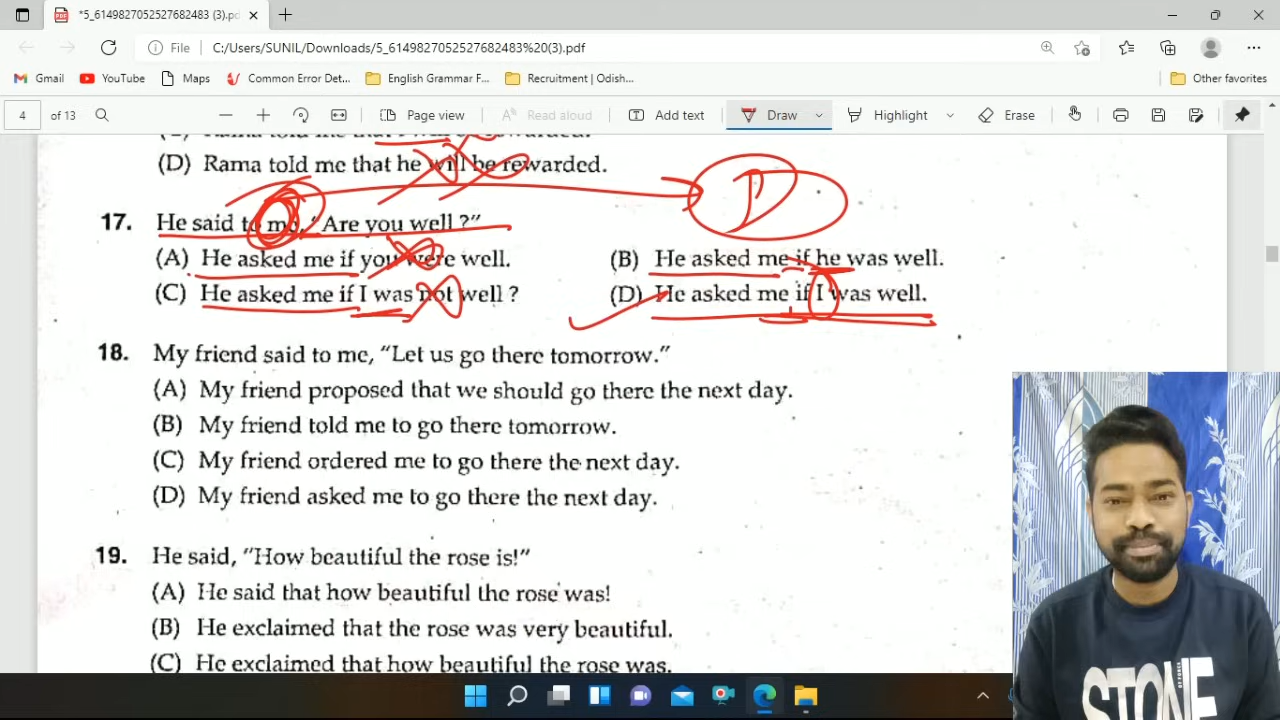 *5_6149827052527682483 (3).pd
File
C:/Users/SUNIL/Downloads/5_6149827052527682483%20(3).pdf
Gmail
YouTube
Maps
Common Error Det...
English Grammar F...
Recruitment | Odish...
Other favorites
4 of 13
Page view
Read aloud
Add text
Draw
Highlight
Erase
(D) Rama told me that he will be rewarded.
17. He said to me, "Are you well ?"
(A) He asked me if you were well.
(B) He asked me if he was well.
(C) He asked me if I was not well ?
(D) He asked me if I was well.
I
18. My friend said to me, "Let us go there tomorrow."
(A) My friend proposed that we should go there the next day.
(B) My friend told me to go there tomorrow.
(C) My friend ordered me to go there the next day.
(D) My friend asked me to go there the next day.
19. He said, "How beautiful the rose is!"
(A) He said that how beautiful the rose was!
(B) He exclaimed that the rose was very beautiful.
(C) He exclaimed that how beautiful the rose was.
STONE